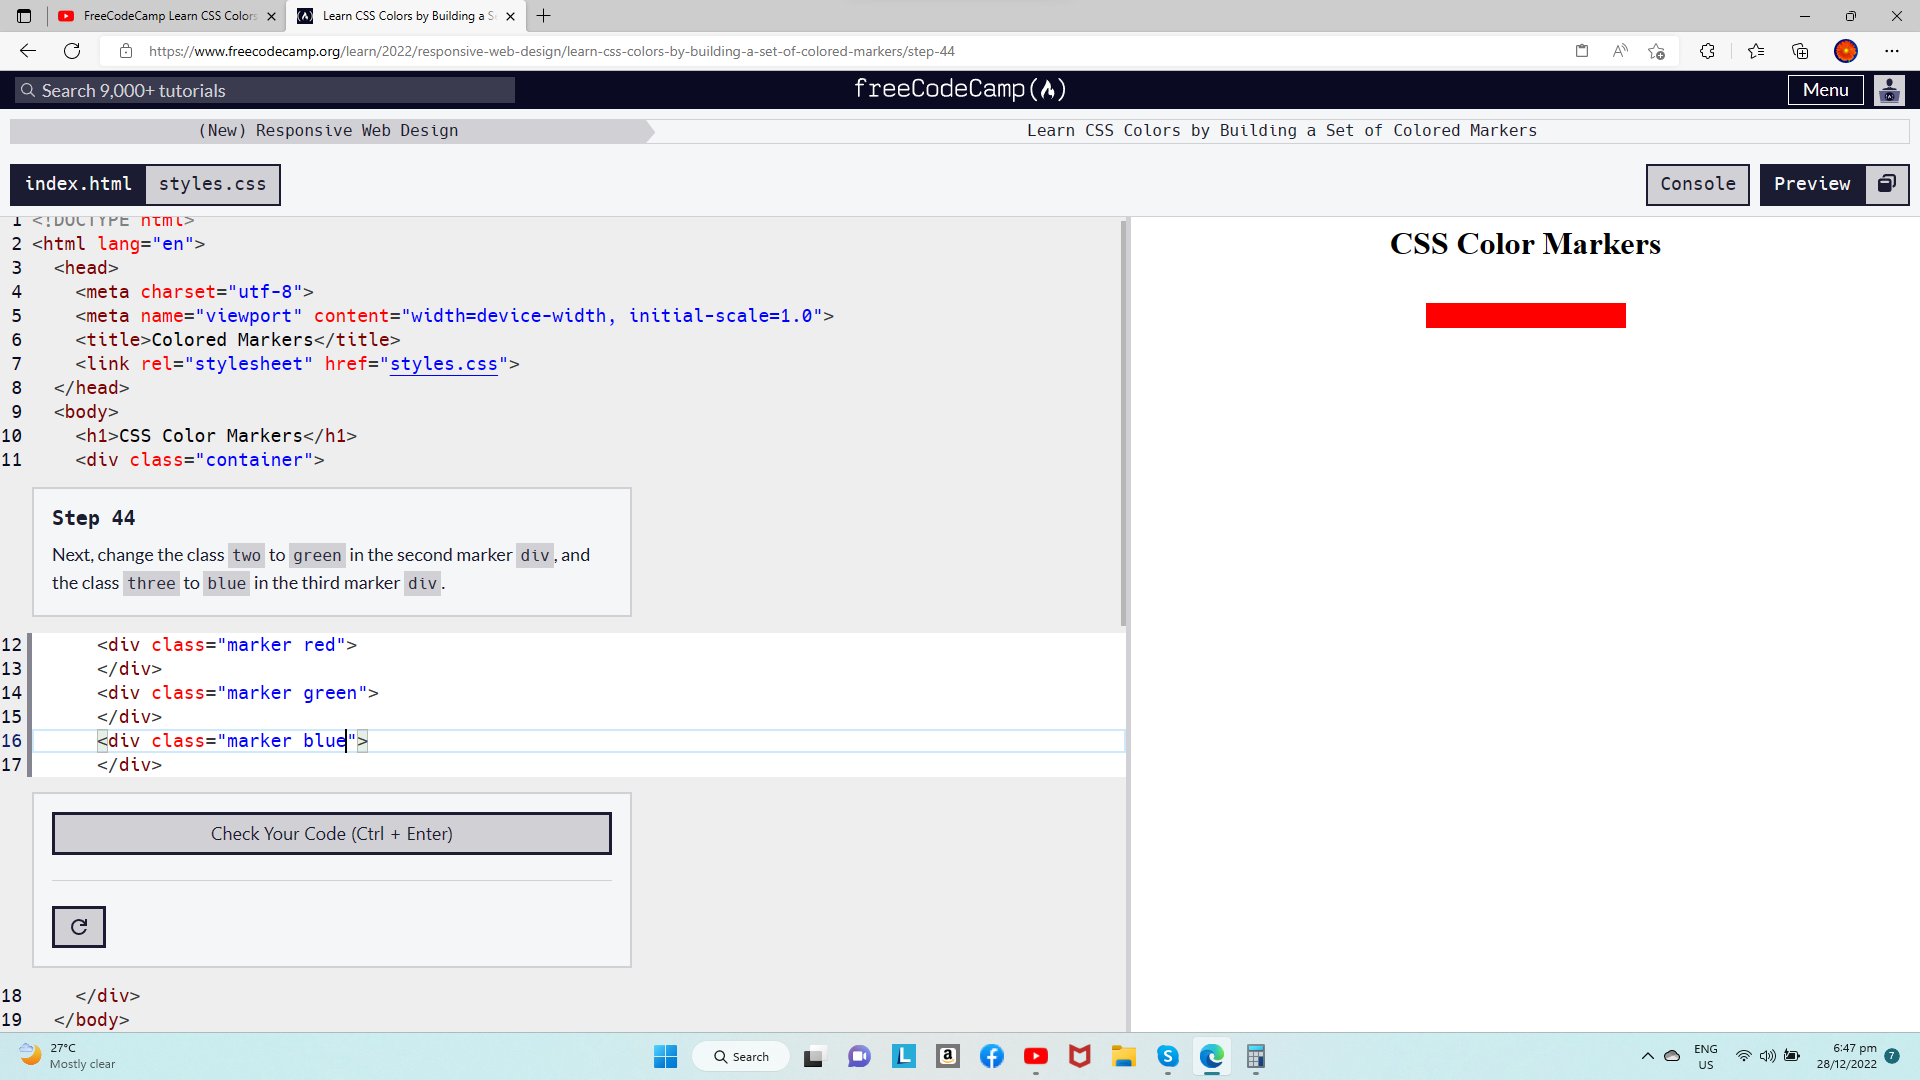 FreeCodeCamp Learn CSS Colors
Learn CSS Colors by Building a Se
https://www.freecodecamp.org/learn/2022/responsive-web-design/learn-css-colors-by-building-a-set-of-colored-markers/step-44
Search 9,000+ tutorials
freeCodeCamp
Menu
(New) Responsive Web Design
Learn CSS Colors by Building a Set of Colored Markers
index.html
styles.css
Console
Preview
1 <!DOCTYPE html>
2 <html lang="en">
3 <head>
4 <meta charset="utf-8">
5 <meta name="viewport" content="width=device-width, initial-scale=1.0">
6 <title>Colored Markers</title>
7 <link rel="stylesheet" href="styles.css">
8 </head>
9 <body>
10 <h1>CSS Color Markers</h1>
11 <div class="container">
Step 44
Next, change the class two to green in the second marker div, and
the class three to blue in the third marker div.
12 <div class="marker red">
13 </div>
14 <div class="marker green">
15 </div>
16 <div class="marker blue">
17 </div>
Check Your Code (Ctrl + Enter)
18 </div>
19 </body>
CSS Color Markers
27°C
Mostly clear
Search
L
a
S
ENG
US
6:47 pm
28/12/2022
7